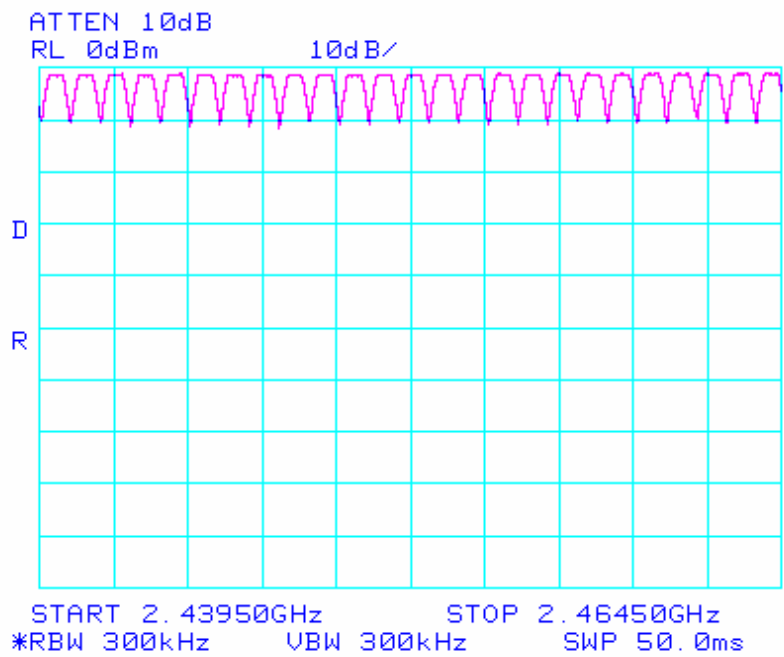 ATTEN 10dB
RL 0dBm 10dB/
D
R
START 2.43950GHz STOP 2.46450GHz
*RBW 300kHz VBW 300kHz SWP 50.0ms